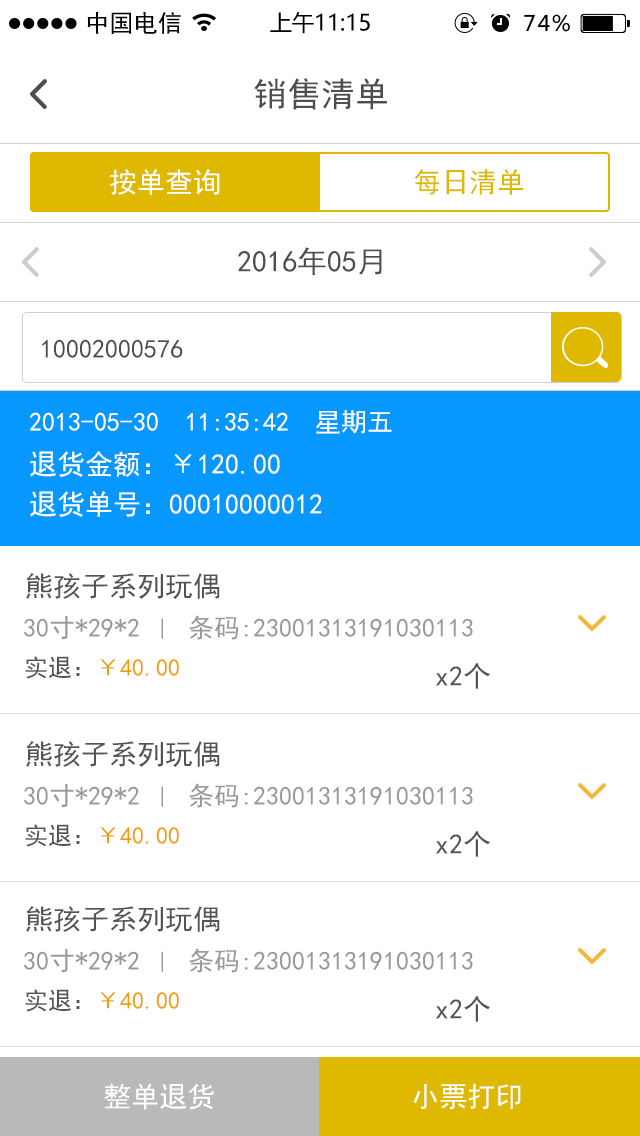 中国电信 上午11:15 74%
销售清单
按单查询 每日清单
2016年05月
10002000576
2013-05-30 11:35:42 星期五
退货金额：￥120.00
退货单号：00010000012
熊孩子系列玩偶
30寸*29*2 | 条码:23001313191030113
实退：￥40.00 x2个
熊孩子系列玩偶
30寸*29*2 | 条码:23001313191030113
实退：￥40.00 x2个
熊孩子系列玩偶
30寸*29*2 | 条码:23001313191030113
实退：￥40.00 x2个
整单退货 小票打印